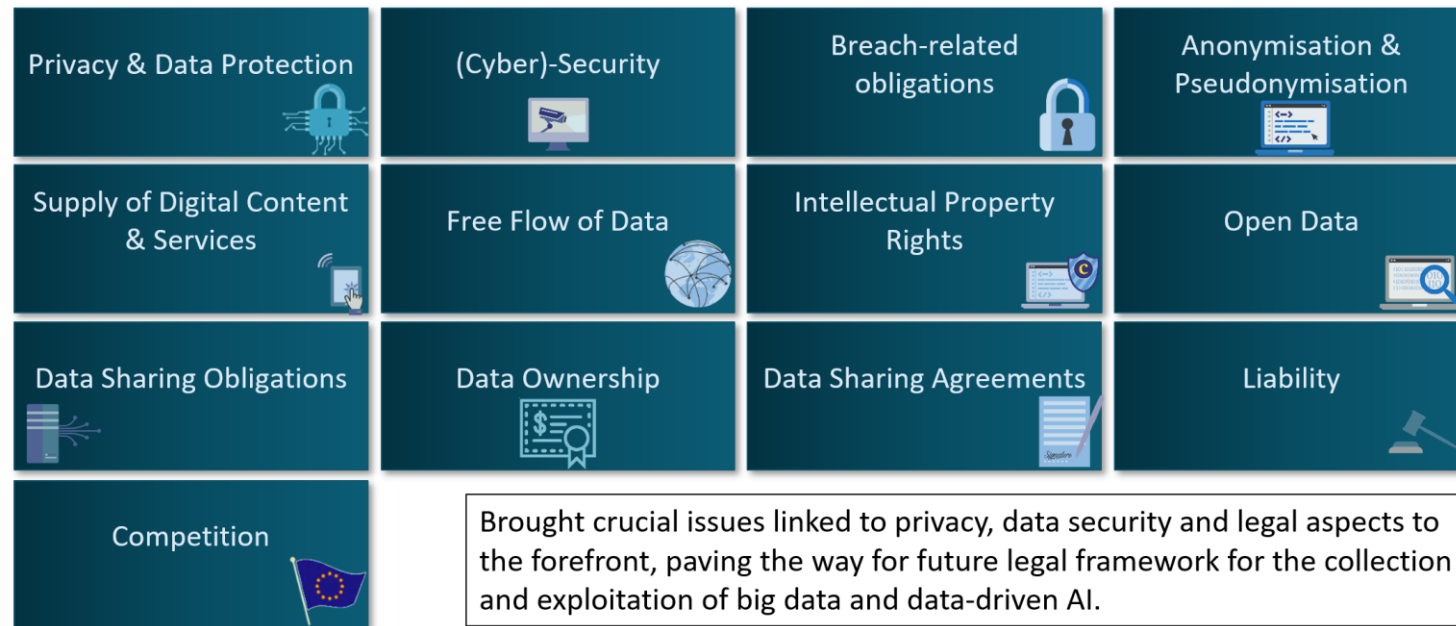 Privacy & Data Protection
(Cyber)-Security
Breach-related
obligations
Anonymisation &
Pseudonymisation
Supply of Digital Content
& Services
Free Flow of Data
Intellectual Property
Rights
Open Data
Data Sharing Obligations
Data Ownership
Data Sharing Agreements
Liability
Competition
Brought crucial issues linked to privacy, data security and legal aspects to
the forefront, paving the way for future legal framework for the collection
and exploitation of big data and data-driven AI.